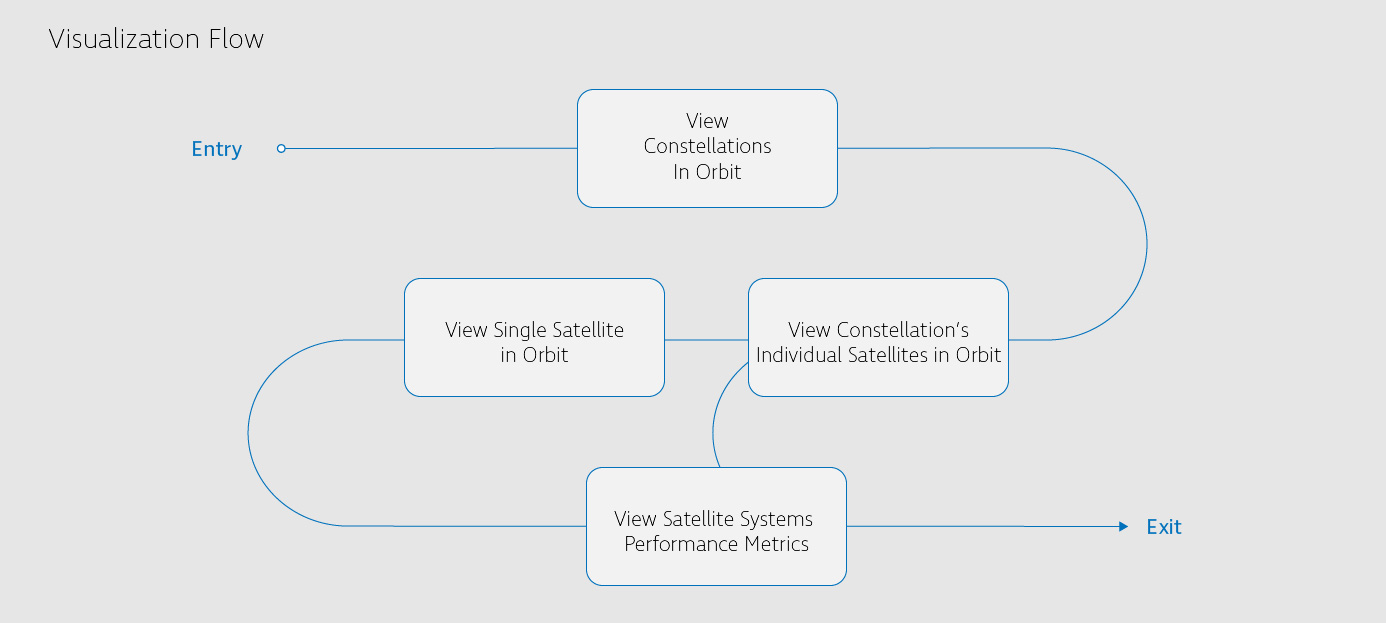 Visualization Flow
Entry
View
Constellations
In Orbit
View Single Satellite
in Orbit
View Constellation’s
Individual Satellites in Orbit
View Satellite Systems
Performance Metrics
Exit